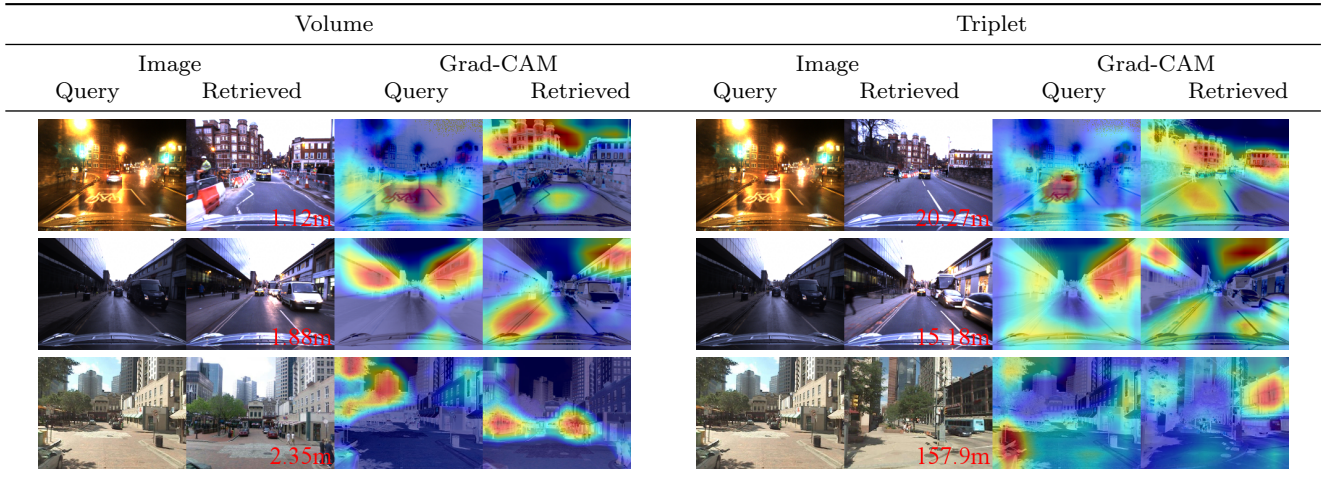 Volume Triplet
Image Grad-CAM Image Grad-CAM
Query Retrieved Query Retrieved Query Retrieved Query Retrieved
1.12m 20.27m
1.88m 15.18m
2.35m 157.9m